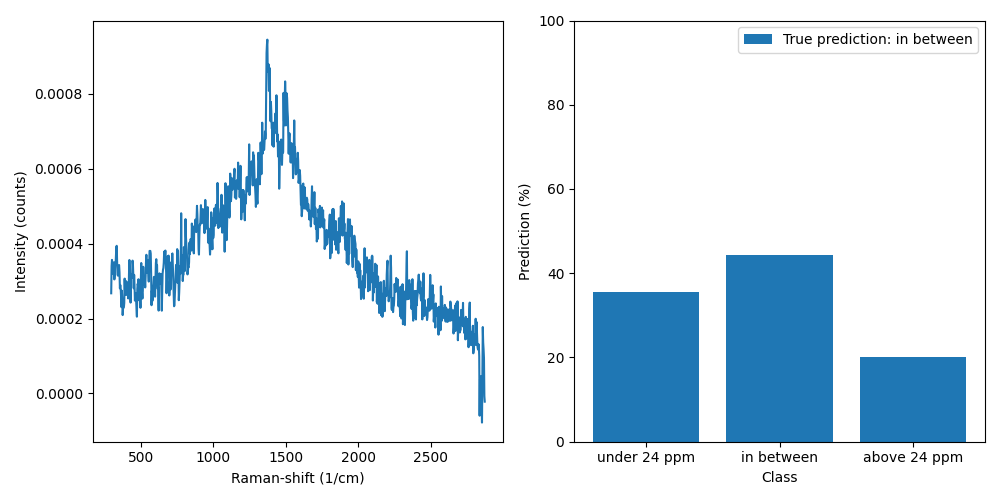 Intensity (counts)
0.0008
0.0006
0.0004
0.0002
0.0000
500 1000 1500 2000 2500
Raman-shift (1/cm)
Prediction (%)
100
80
60
40
20
0
True prediction: in between
under 24 ppm in between above 24 ppm
Class